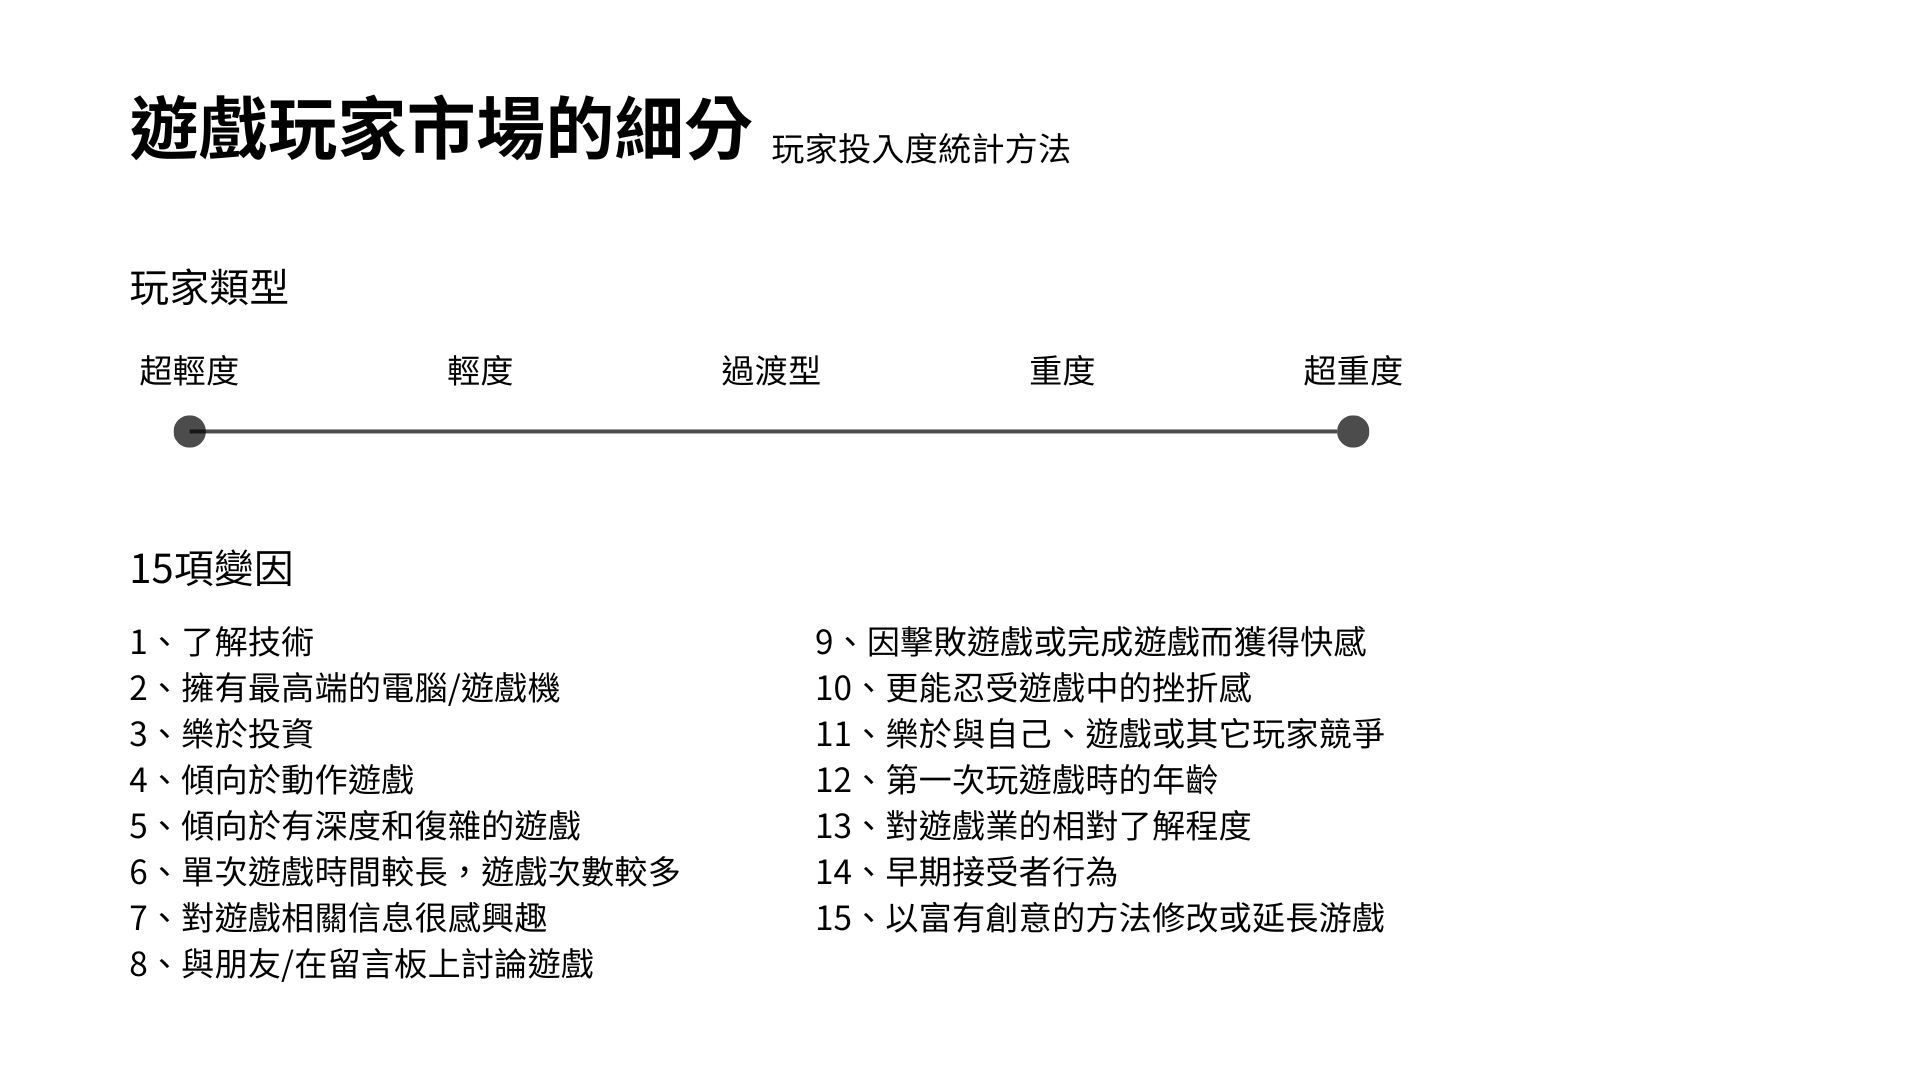 遊戲玩家市場的細分 玩家投入度統計方法
玩家類型
超輕度 輕度 過渡型 重度 超重度
15項變因
1、了解技術
2、擁有最高端的電腦/遊戲機
3、樂於投資
4、傾向於動作遊戲
5、傾向於有深度和復雜的遊戲
6、單次遊戲時間較長，遊戲次數較多
7、對遊戲相關信息很感興趣
8、與朋友/在留言板上討論遊戲
9、因擊敗遊戲或完成遊戲而獲得快感
10、更能忍受遊戲中的挫折感
11、樂於與自己、遊戲或其它玩家競爭
12、第一次玩遊戲時的年齡
13、對遊戲業的相對了解程度
14、早期接受者行為
15、以富有創意的方法修改或延長游戲